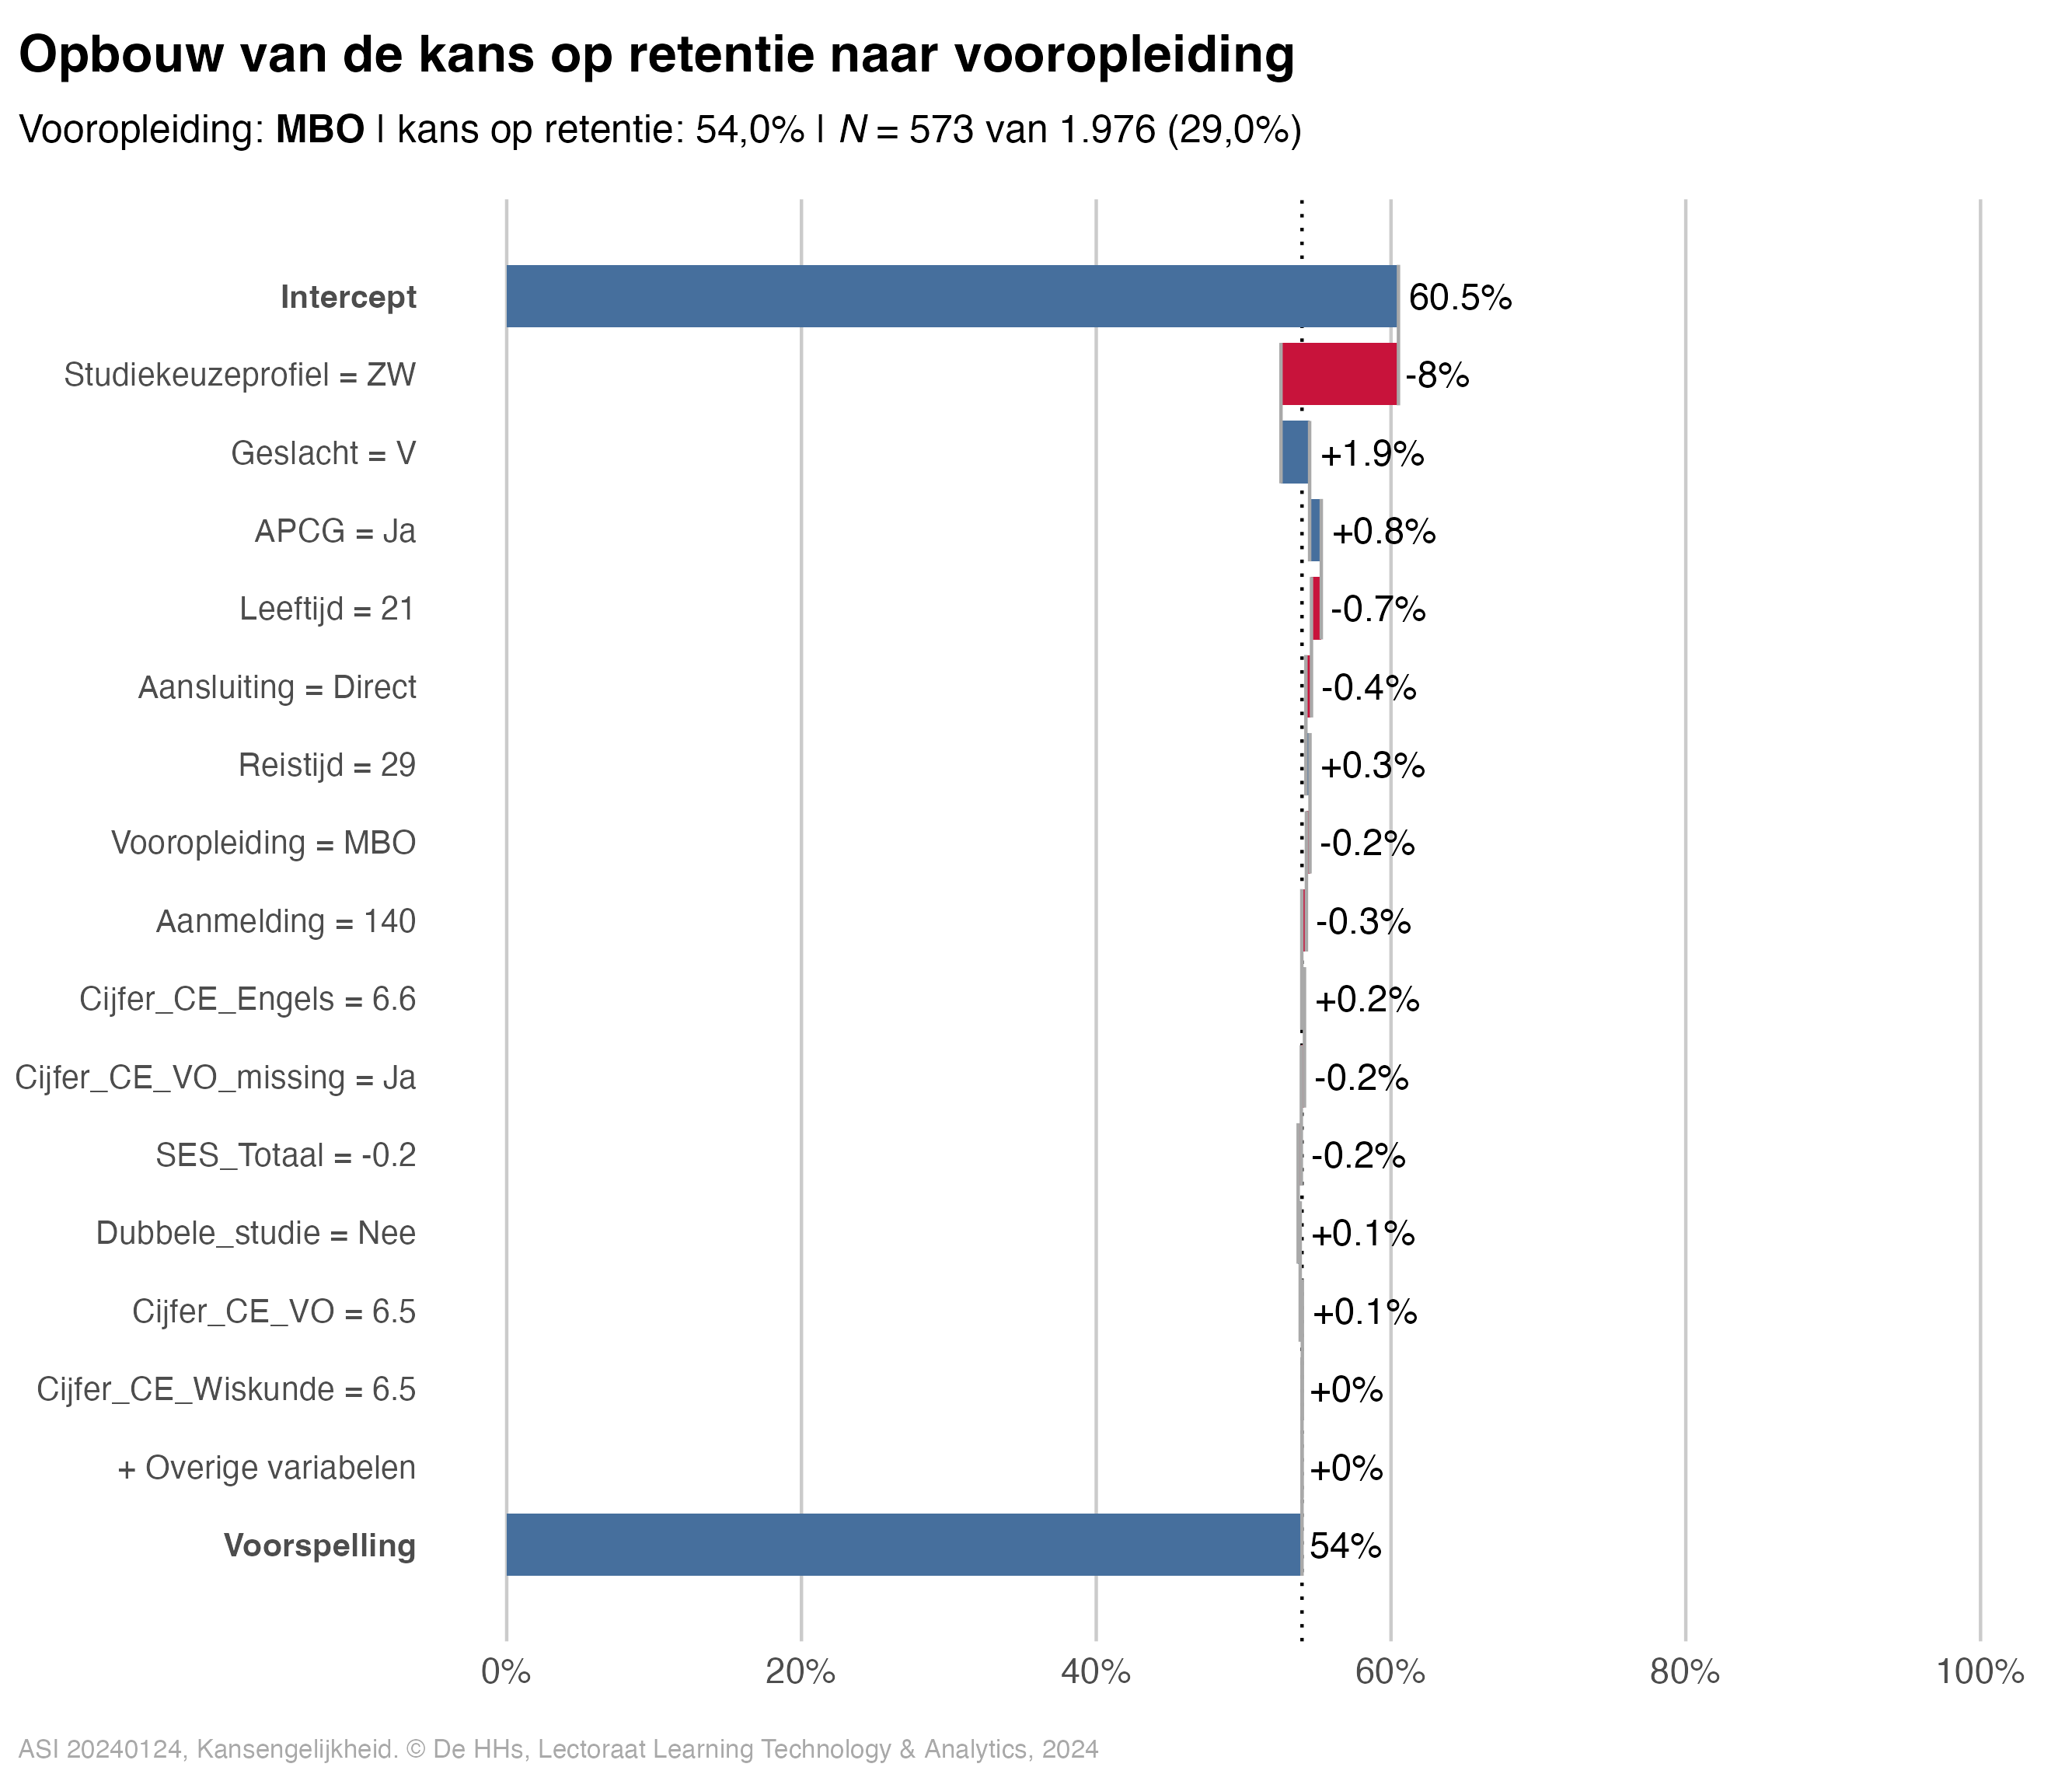 Opbouw van de kans op retentie naar vooropleiding
Vooropleiding: MBO | kans op retentie: 54,0% | N = 573 van 1.976 (29,0%)
Intercept 60.5%
Studiekeuzeprofiel = ZW -8%
Geslacht = V +1.9%
APCG = Ja +0.8%
Leeftijd = 21 -0.7%
Aansluiting = Direct -0.4%
Reistijd = 29 +0.3%
Vooropleiding = MBO -0.2%
Aanmelding = 140 -0.3%
Cijfer_CE_Engels = 6.6 +0.2%
Cijfer_CE_VO_missing = Ja -0.2%
SES_Totaal = -0.2 -0.2%
Dubbele_studie = Nee +0.1%
Cijfer_CE_VO = 6.5 +0.1%
Cijfer_CE_Wiskunde = 6.5 +0%
+ Overige variabelen +0%
Voorspelling 54%
0% 20% 40% 60% 80% 100%
ASI 20240124, Kansengelijkheid. © De HHs, Lectoraat Learning Technology & Analytics, 2024